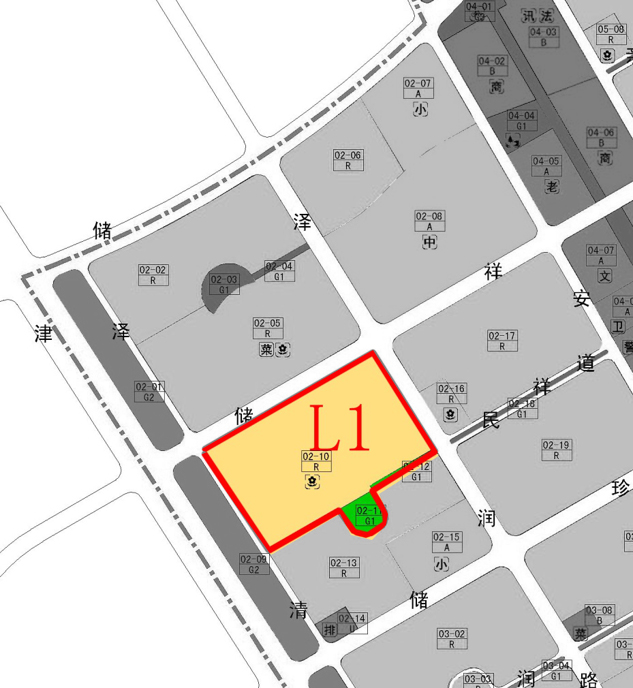 04-01
讯 法
04-03
B
05-08
R
04-02
B
商
02-07
A
小
04-04
G1
04-06
B
商
02-06
R
04-05
A
老
02-08
A
中
储
泽
02-02
R
02-03
G1
02-04
G1
祥
04-07
A
文
安
津
泽
02-05
R
菜
卫
警
02-17
R
道
02-01
G2
02-16
R
祥
02-18
G1
民
储
L1
02-10
R
02-19
R
G1
珍
02-11
G1
润
02-15
A
小
02-09
G2
02-13
R
清
储
排
02-14
U
03-08
B
菜
03-02
R
03-03
R
03-04
G1
润
路